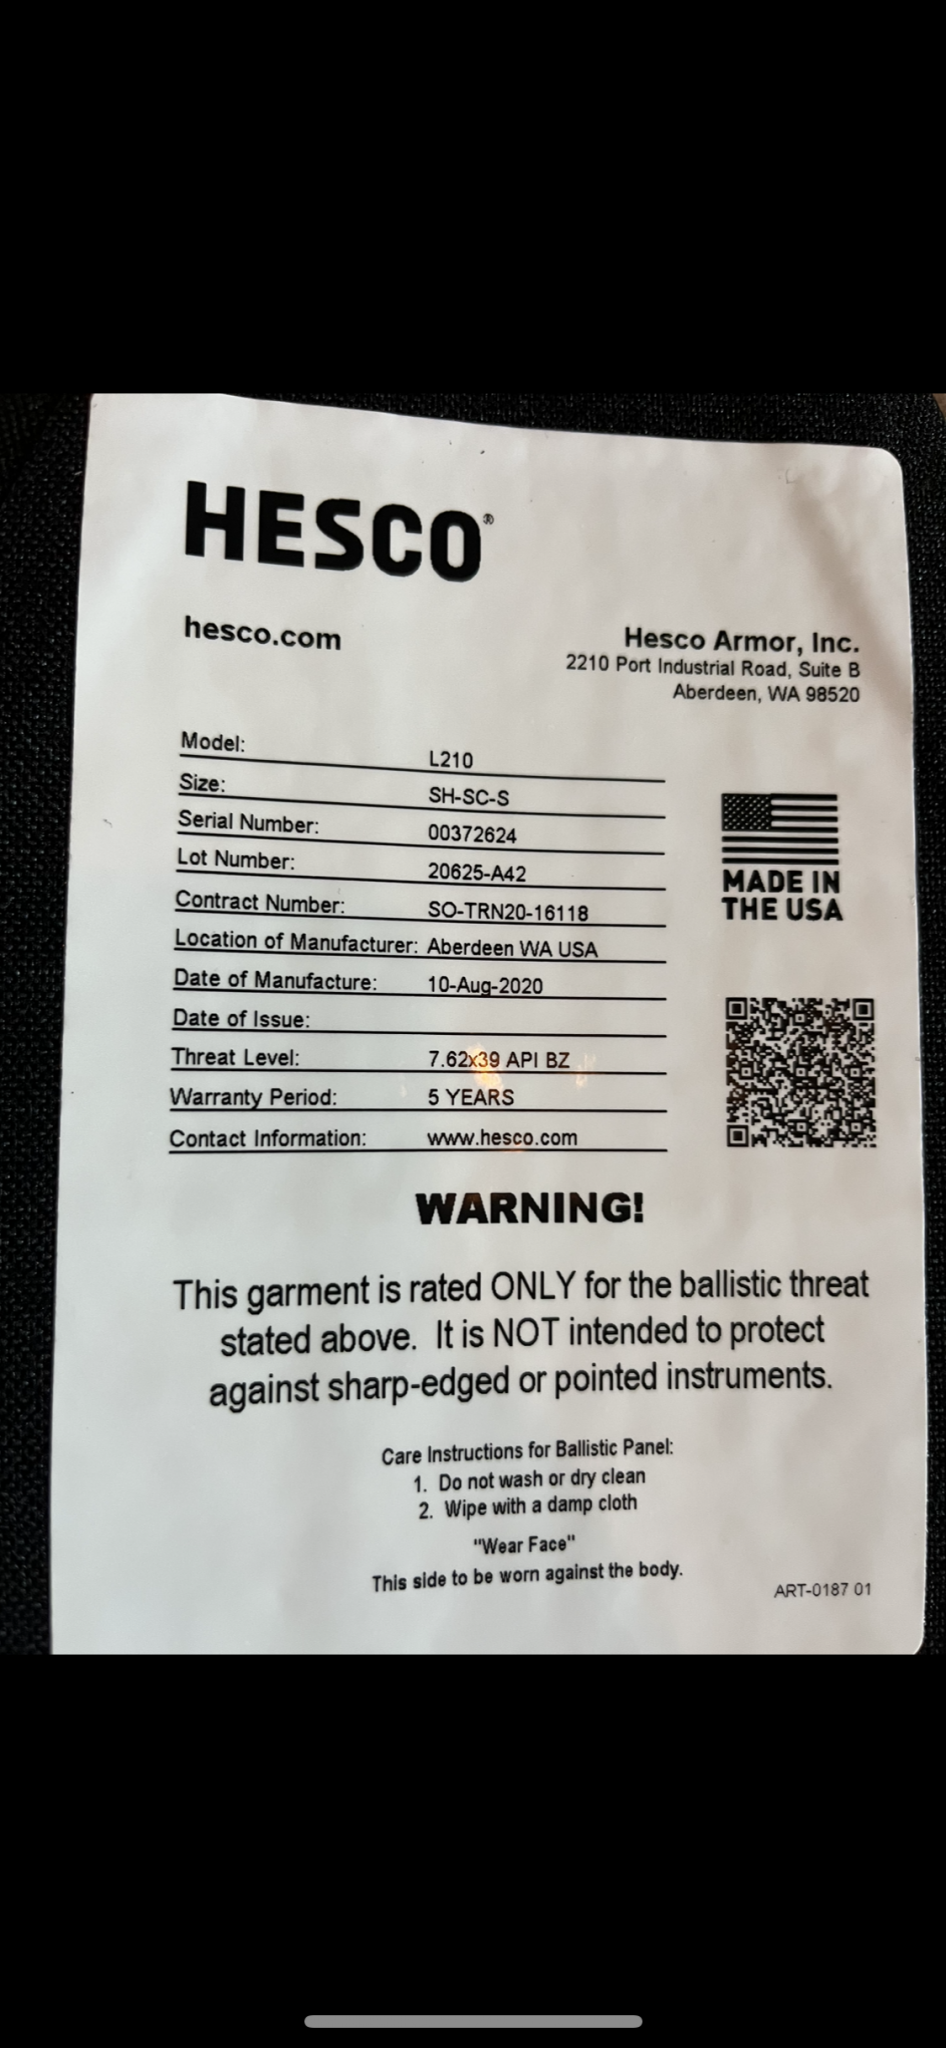 HESCO®
hesco.com
Hesco Armor, Inc.
2210 Port Industrial Road, Suite B
Aberdeen, WA 98520
Model: L210
Size: SH-SC-S
Serial Number: 00372624
Lot Number: 20625-A42
Contract Number: SO-TRN20-16118
Location of Manufacturer: Aberdeen WA USA
Date of Manufacture: 10-Aug-2020
Date of Issue:
Threat Level: 7.62x39 API BZ
Warranty Period: 5 YEARS
Contact Information: www.hesco.com
MADE IN
THE USA
WARNING!
This garment is rated ONLY for the ballistic threat
stated above. It is NOT intended to protect
against sharp-edged or pointed instruments.
Care Instructions for Ballistic Panel:
1. Do not wash or dry clean
2. Wipe with a damp cloth
"Wear Face"
This side to be worn against the body.
ART-0187 01